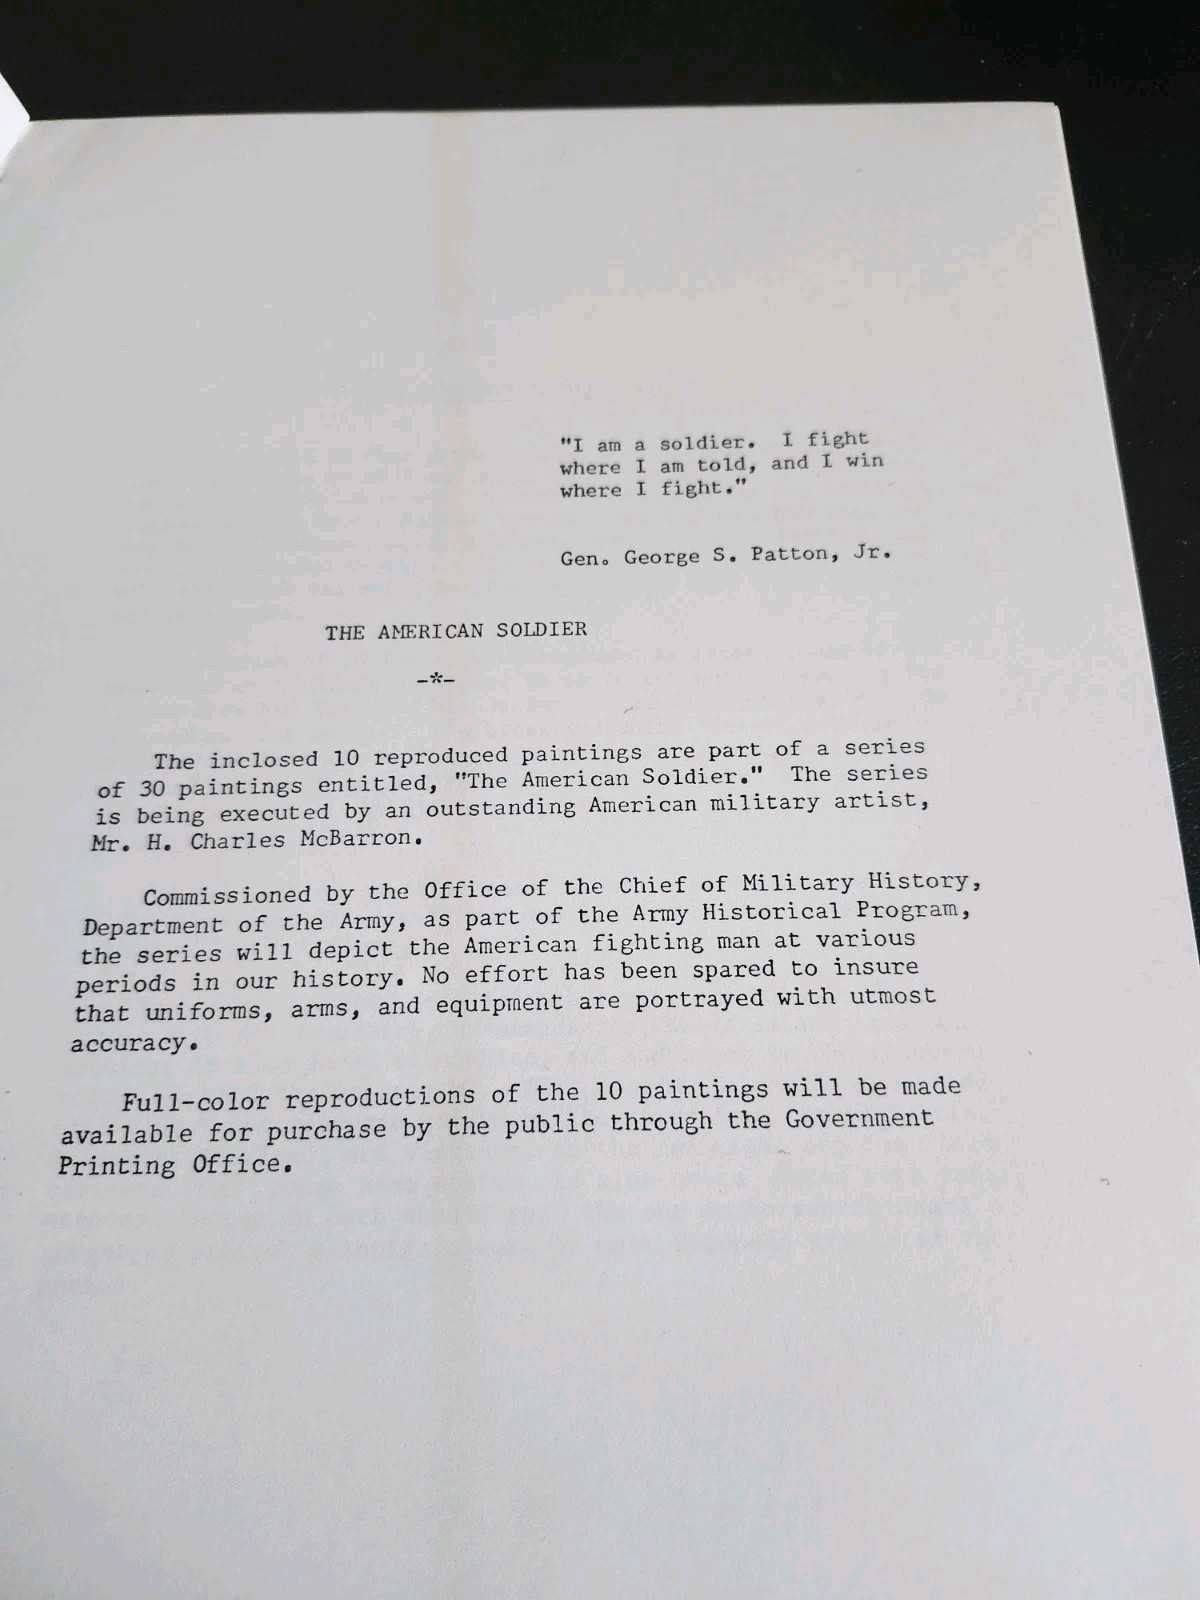 "I am a soldier. I fight
where I am told, and I win
where I fight."
Gen. George S. Patton, Jr.
THE AMERICAN SOLDIER
-*-
The inclosed 10 reproduced paintings are part of a series
of 30 paintings entitled, "The American Soldier." The series
is being executed by an outstanding American military artist,
Mr. H. Charles McBarron.
Commissioned by the Office of the Chief of Military History,
Department of the Army, as part of the Army Historical Program,
the series will depict the American fighting man at various
periods in our history. No effort has been spared to insure
that uniforms, arms, and equipment are portrayed with utmost
accuracy.
Full-color reproductions of the 10 paintings will be made
available for purchase by the public through the Government
Printing Office.